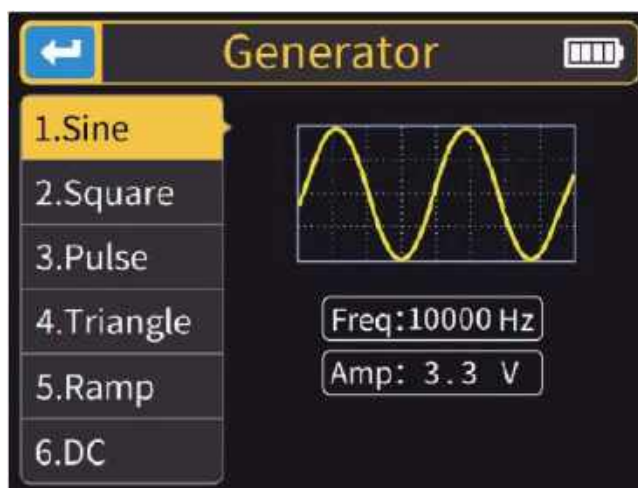 Generator
1.Sine
2.Square
3.Pulse
4.Triangle
5.Ramp
6.DC
Freq:10000 Hz
Amp: 3.3 V